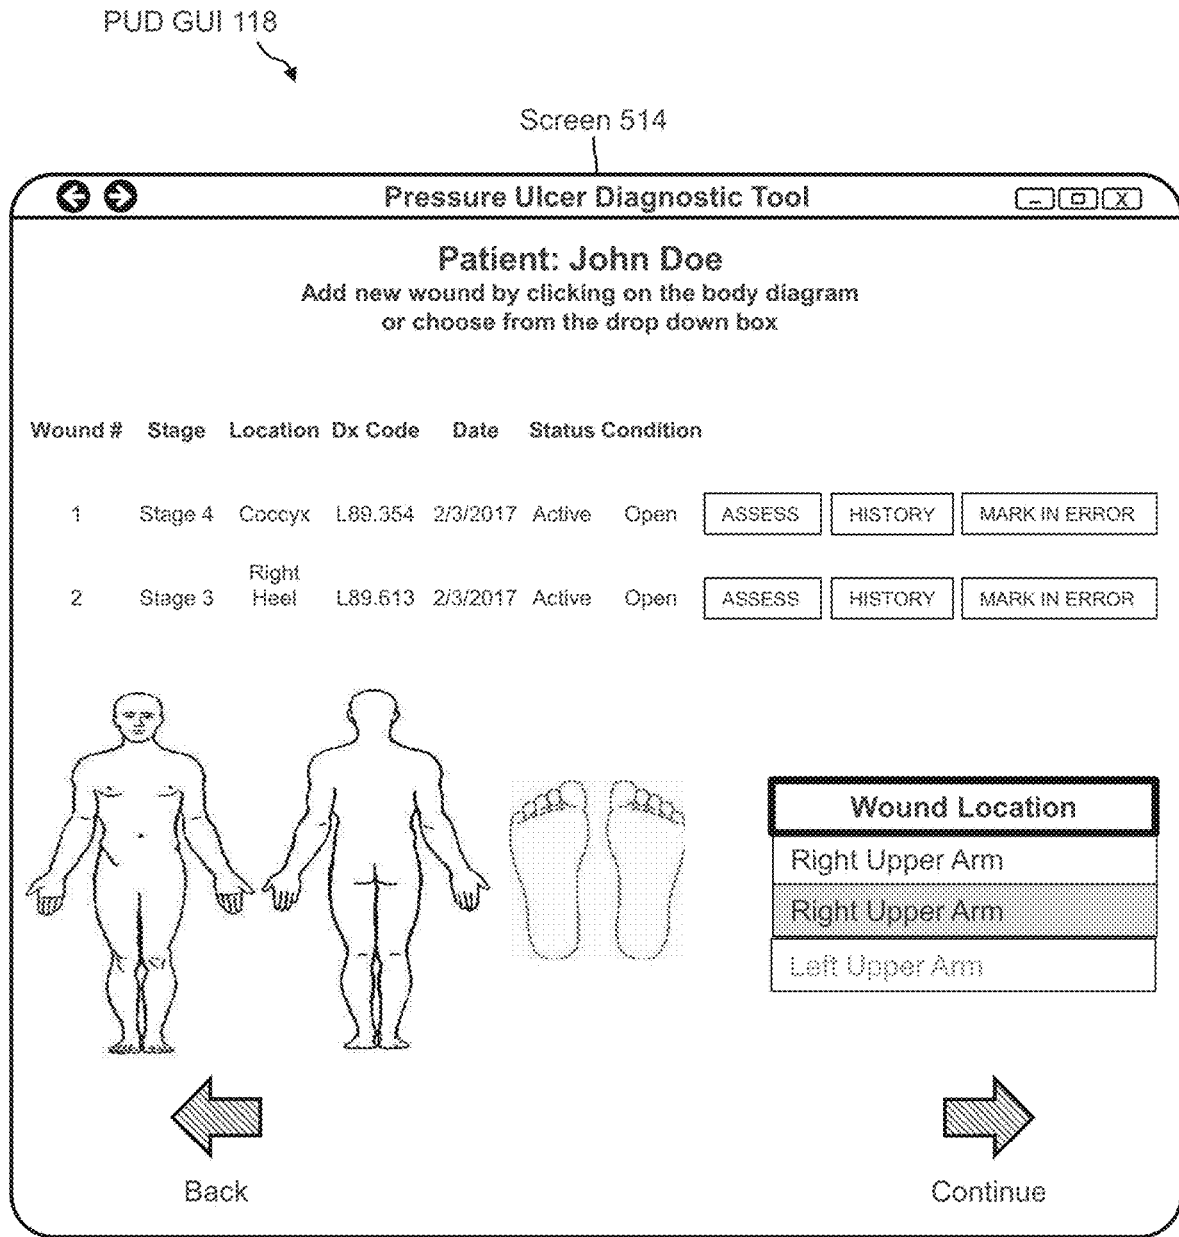 PUD GUI 118
Screen 514
Pressure Ulcer Diagnostic Tool
Patient: John Doe
Add new wound by clicking on the body diagram
or choose from the drop down box
Wound # Stage Location Dx Code Date Status Condition
1 Stage 4 Coccyx L89.354 2/3/2017 Active Open ASSESS HISTORY MARK IN ERROR
Right
2 Stage 3 Heel L89.613 2/3/2017 Active Open ASSESS HISTORY MARK IN ERROR
Wound Location
Right Upper Arm
Right Upper Arm
Left Upper Arm
Back Continue